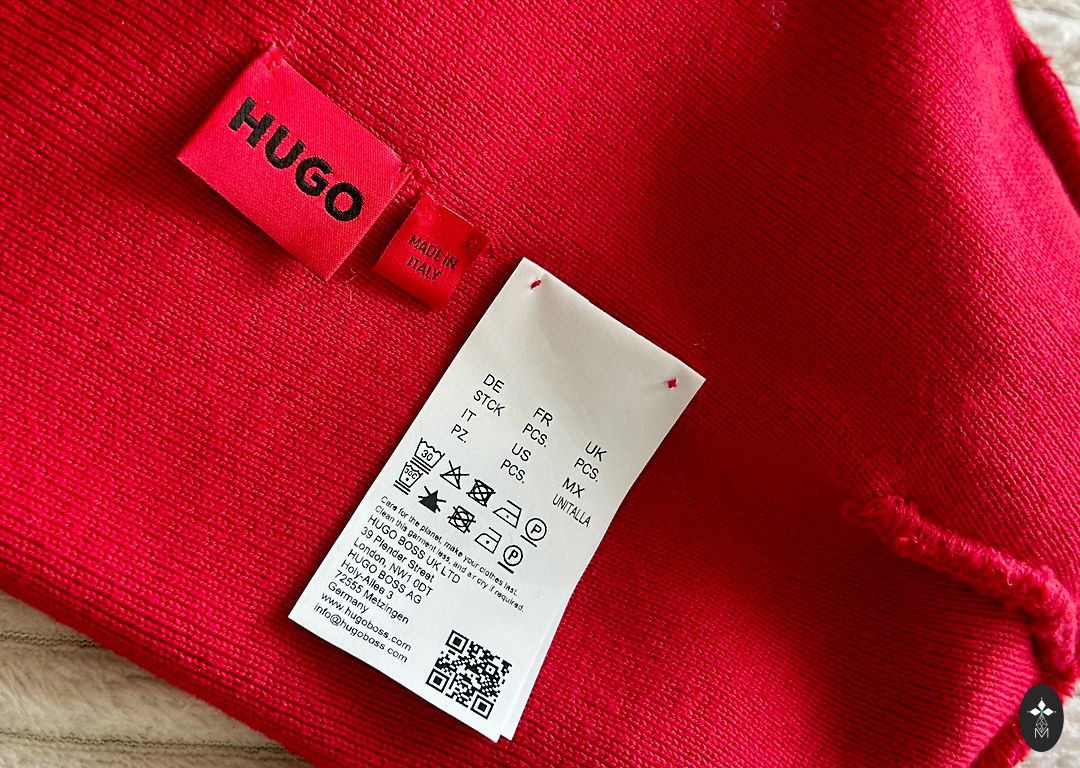 HUGO
MADE IN
ITALY
DE
STCK
IT
PZ.
FR
PCS.
US
PCS.
UK
PCS.
MX
UNITALLA
30
P
30C
P
Care for the planet, make your clothes last.
Clean this garment less, and air dry if required.
HUGO BOSS UK LTD
39 Plender Street
London, NW1 0DT
HUGO BOSS AG
Holy-Allee 3
72555 Metzingen
Germany
www.hugoboss.com
info@hugoboss.com
M